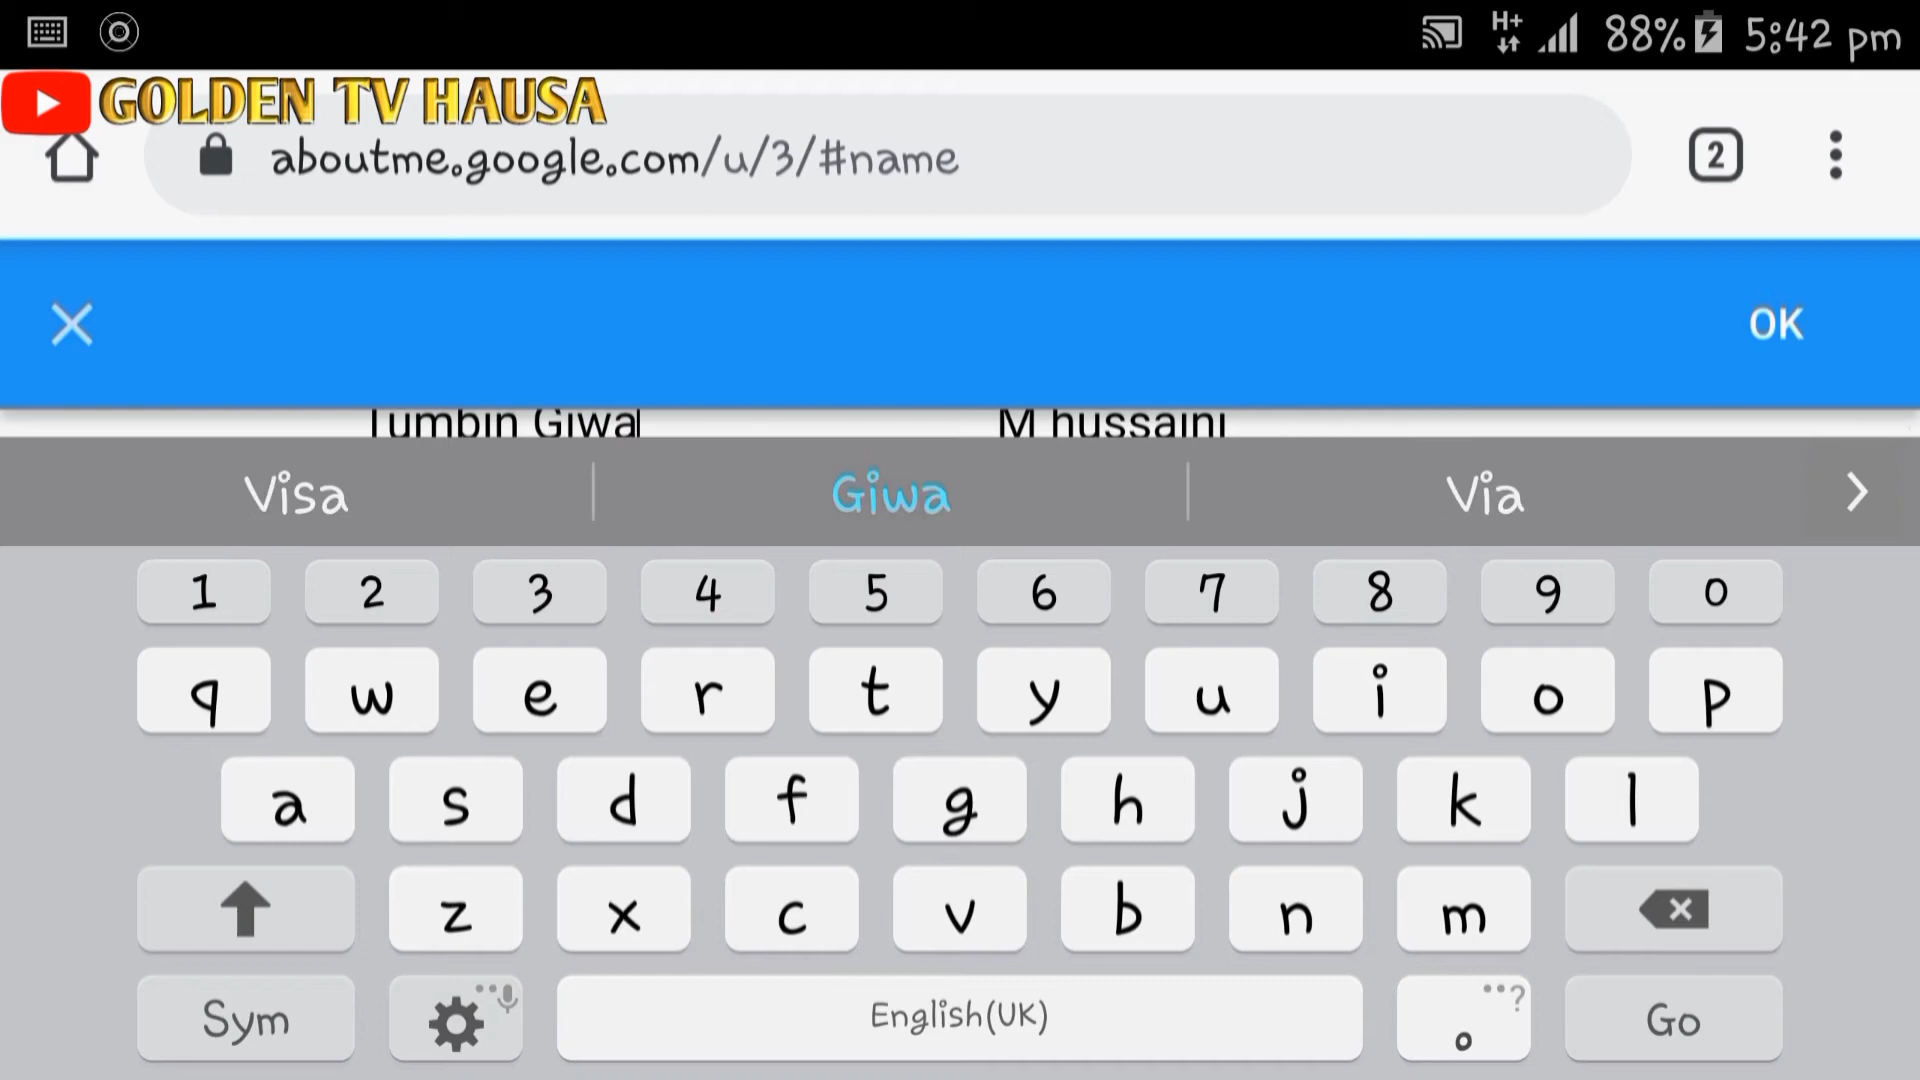 H+ 88% 5:42 pm
GOLDEN TV HAUSA
aboutme.google.com/u/3/#name
2
OK
Tumbin Giwa M hussaini
Visa Giwa Via
1 2 3 4 5 6 7 8 9 0
q w e r t y u i o p
a s d f g h j k l
z x c v b n m
Sym English(UK) . ? Go